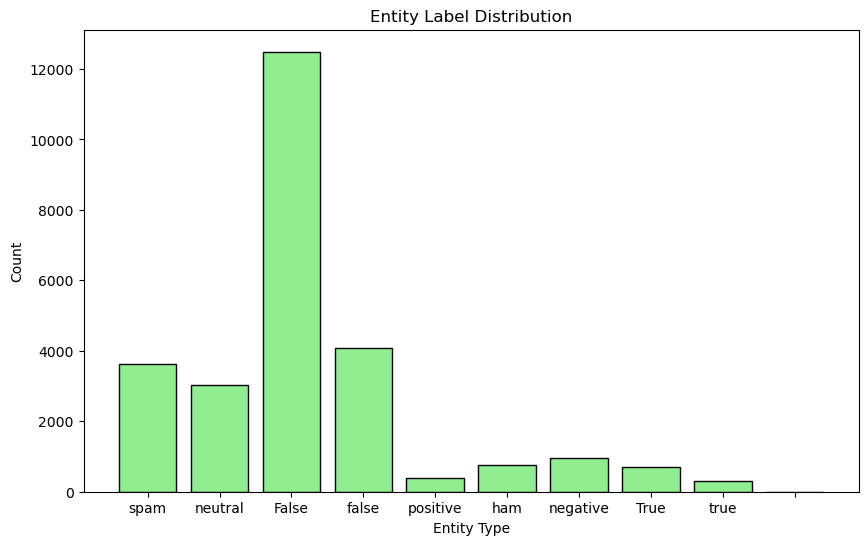 Entity Label Distribution
Count
12000
10000
8000
6000
4000
2000
0
spam neutral False false positive ham negative True true
Entity Type